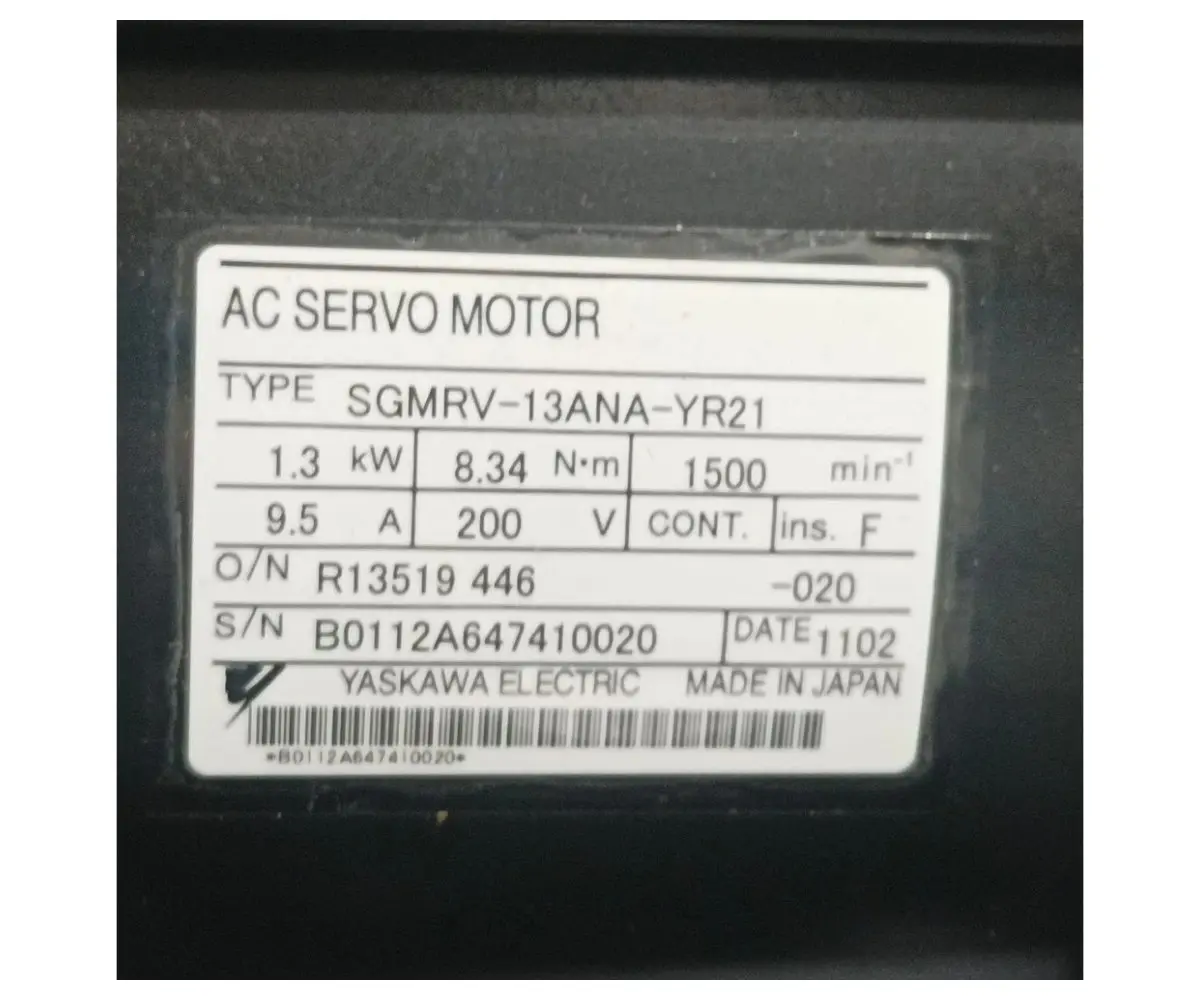 AC SERVO MOTOR
TYPE SGMRV-13ANA-YR21
1.3 kW 8.34 N·m 1500 min⁻¹
9.5 A 200 V CONT. ins. F
O/N R13519 446 -020
S/N B0112A647410020 DATE 1102
YASKAWA ELECTRIC MADE IN JAPAN
*B0112A647410020*